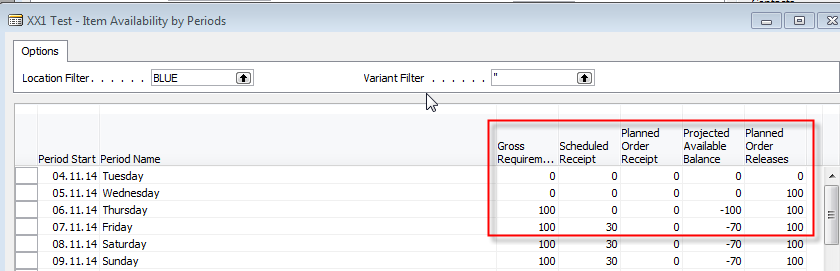 XX1 Test - Item Availability by Periods
Options
Location Filter. . . . . . BLUE
Variant Filter . . . . . . ''
Period Start Period Name Gross Requirem... Scheduled Receipt Planned Order Receipt Projected Available Balance Planned Order Releases
04.11.14 Tuesday 0 0 0 0 0
05.11.14 Wednesday 0 0 0 0 100
06.11.14 Thursday 100 0 0 -100 100
07.11.14 Friday 100 30 0 -70 100
08.11.14 Saturday 100 30 0 -70 100
09.11.14 Sunday 100 30 0 -70 100